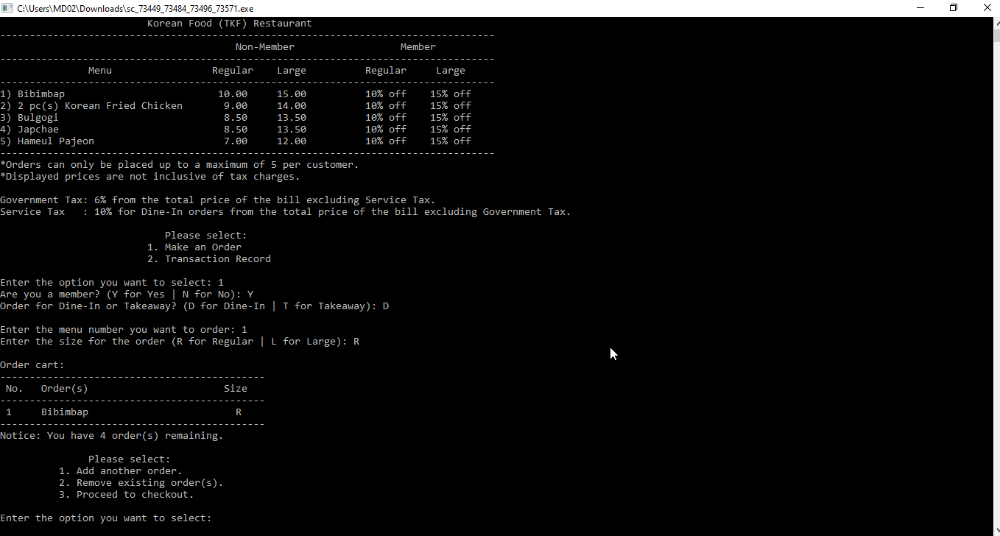 C:\Users\MD02\Downloads\sc_73449_73484_73496_73571.exe
Korean Food (TKF) Restaurant
------------------------------------------------------------------------------------
Non-Member Member
------------------------------------------------------------------------------------
Menu Regular Large Regular Large
------------------------------------------------------------------------------------
1) Bibimbap 10.00 15.00 10% off 15% off
2) 2 pc(s) Korean Fried Chicken 9.00 14.00 10% off 15% off
3) Bulgogi 8.50 13.50 10% off 15% off
4) Japchae 8.50 13.50 10% off 15% off
5) Hameul Pajeon 7.00 12.00 10% off 15% off
------------------------------------------------------------------------------------
*Orders can only be placed up to a maximum of 5 per customer.
*Displayed prices are not inclusive of tax charges.
Government Tax: 6% from the total price of the bill excluding Service Tax.
Service Tax : 10% for Dine-In orders from the total price of the bill excluding Government Tax.
Please select:
1. Make an Order
2. Transaction Record
Enter the option you want to select: 1
Are you a member? (Y for Yes | N for No): Y
Order for Dine-In or Takeaway? (D for Dine-In | T for Takeaway): D
Enter the menu number you want to order: 1
Enter the size for the order (R for Regular | L for Large): R
Order cart:
---------------------------------------------
No. Order(s) Size
---------------------------------------------
1 Bibimbap R
---------------------------------------------
Notice: You have 4 order(s) remaining.
Please select:
1. Add another order.
2. Remove existing order(s).
3. Proceed to checkout.
Enter the option you want to select: